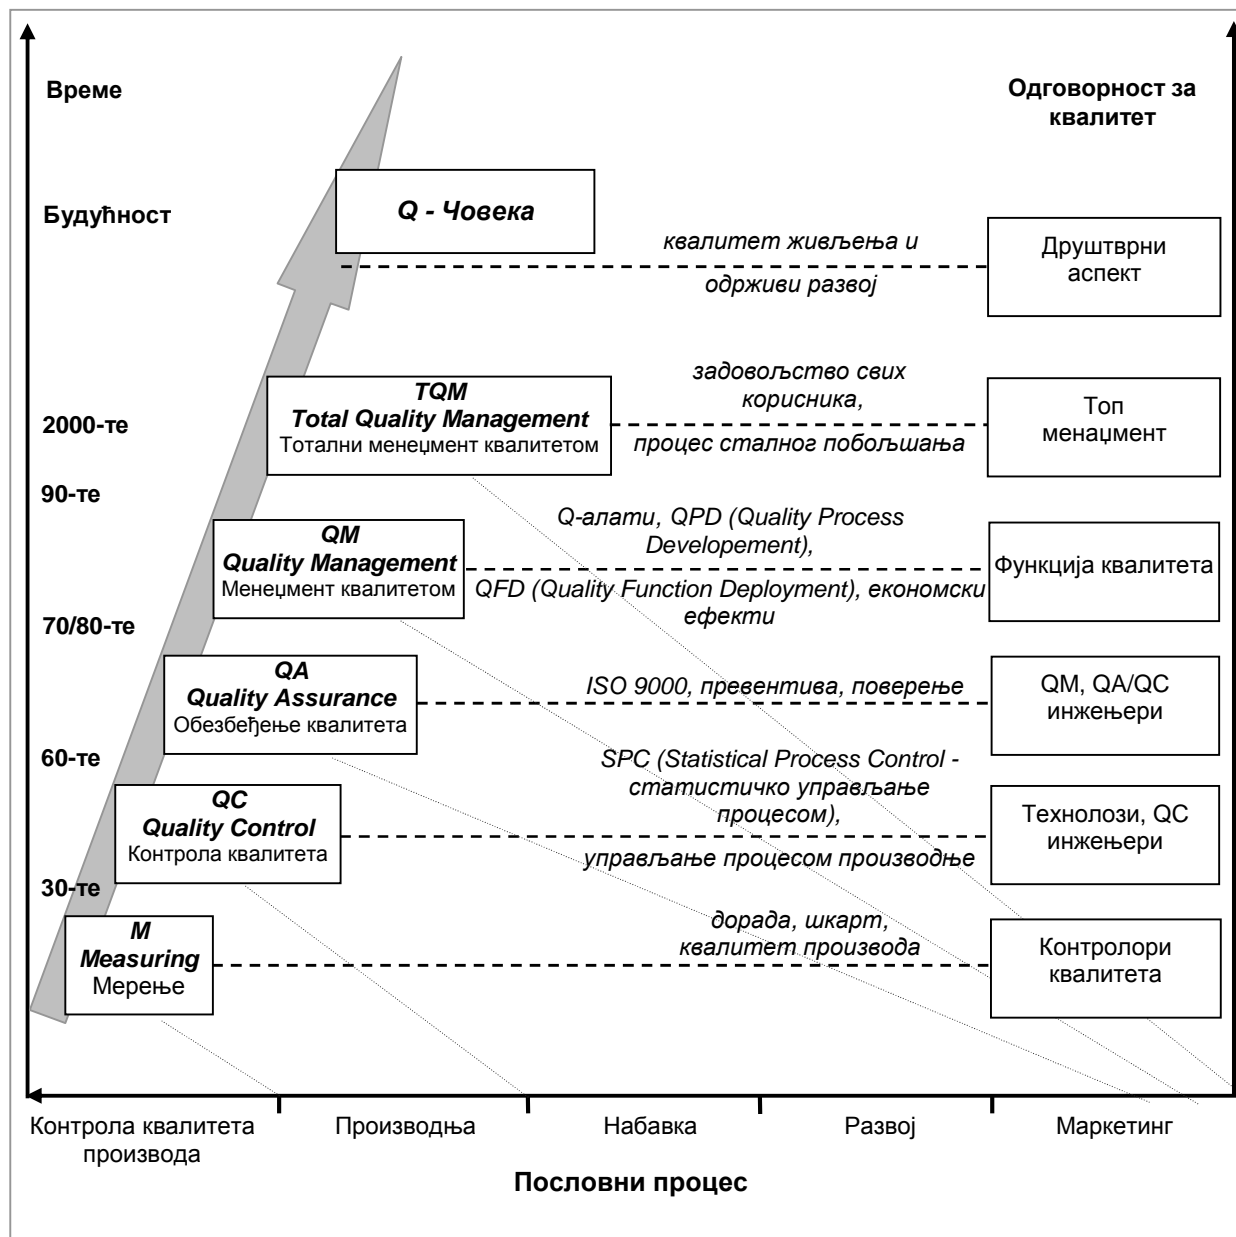 Време
Одговорност за
квалитет
Будућност
Q - Човека
квалитет живљења и
одрживи развој
Друштврни
аспект
2000-те
TQM
Total Quality Management
Тотални менеџмент квалитетом
задовољство свих
корисника,
процес сталног побољшања
Топ
менаџмент
90-те
QM
Quality Management
Менеџмент квалитетом
Q-алати, QPD (Quality Process
Developement),
QFD (Quality Function Deployment), економски
ефекти
Функција квалитета
70/80-те
QA
Quality Assurance
Обезбеђење квалитета
ISO 9000, превентива, поверење
QM, QA/QC
инжењери
60-те
QC
Quality Control
Контрола квалитета
SPC (Statistical Process Control -
статистичко управљање
процесом),
управљање процесом производње
Технолози, QC
инжењери
30-те
M
Measuring
Мерење
дорада, шкарт,
квалитет производа
Контролори
квалитета
Контрола квалитета
производа
Производња
Набавка
Развој
Маркетинг
Пословни процес